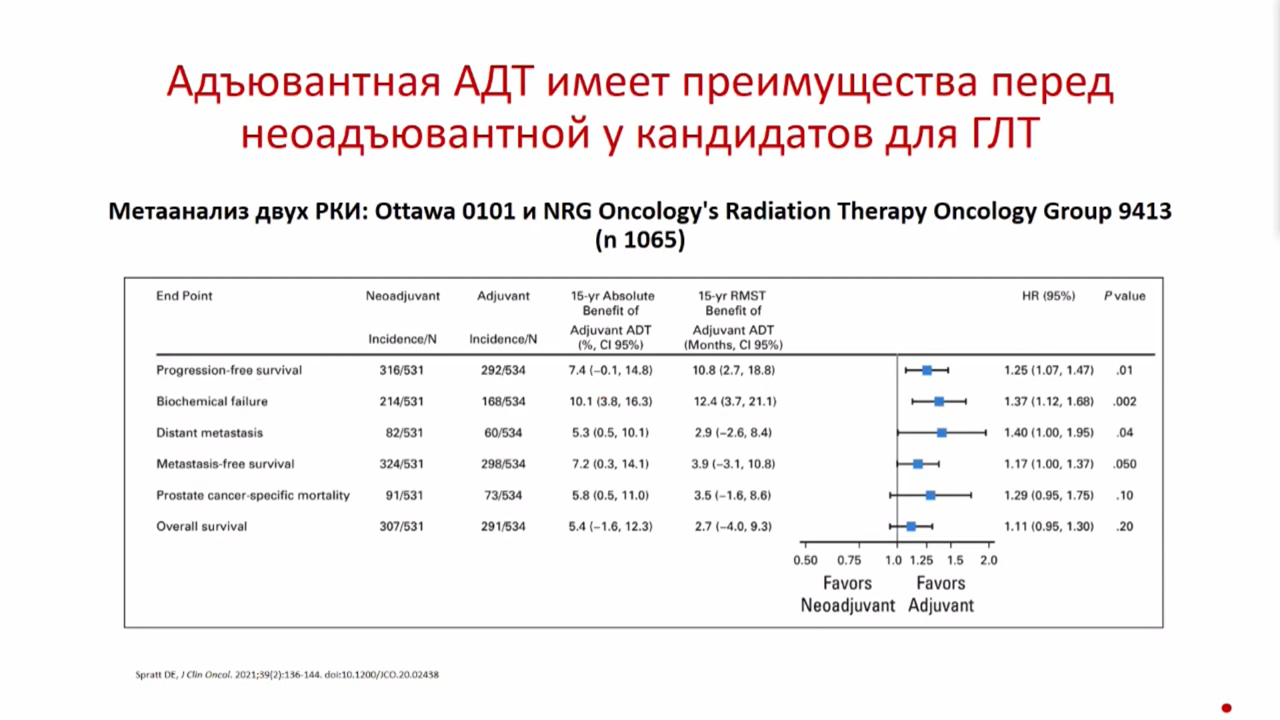 Адъювантная АДТ имеет преимущества перед
неоадъювантной у кандидатов для ГЛТ
Метаанализ двух РКИ: Ottawa 0101 и NRG Oncology's Radiation Therapy Oncology Group 9413
(n 1065)
End Point Neoadjuvant Adjuvant 15-yr Absolute 15-yr RMST HR (95%) P value
Benefit of Benefit of
Incidence/N Incidence/N Adjuvant ADT Adjuvant ADT
(%, CI 95%) (Months, CI 95%)
Progression-free survival 316/531 292/534 7.4 (−0.1, 14.8) 10.8 (2.7, 18.8) 1.25 (1.07, 1.47) .01
Biochemical failure 214/531 168/534 10.1 (3.8, 16.3) 12.4 (3.7, 21.1) 1.37 (1.12, 1.68) .002
Distant metastasis 82/531 60/534 5.3 (0.5, 10.1) 2.9 (−2.6, 8.4) 1.40 (1.00, 1.95) .04
Metastasis-free survival 324/531 298/534 7.2 (0.3, 14.1) 3.9 (−3.1, 10.8) 1.17 (1.00, 1.37) .050
Prostate cancer-specific mortality 91/531 73/534 5.8 (0.5, 11.0) 3.5 (−1.6, 8.6) 1.29 (0.95, 1.75) .10
Overall survival 307/531 291/534 5.4 (−1.6, 12.3) 2.7 (−4.0, 9.3) 1.11 (0.95, 1.30) .20
0.50 0.75 1.0 1.25 1.5 2.0
Favors Favors
Neoadjuvant Adjuvant
Spratt DE, J Clin Oncol. 2021;39(2):136-144. doi:10.1200/JCO.20.02438